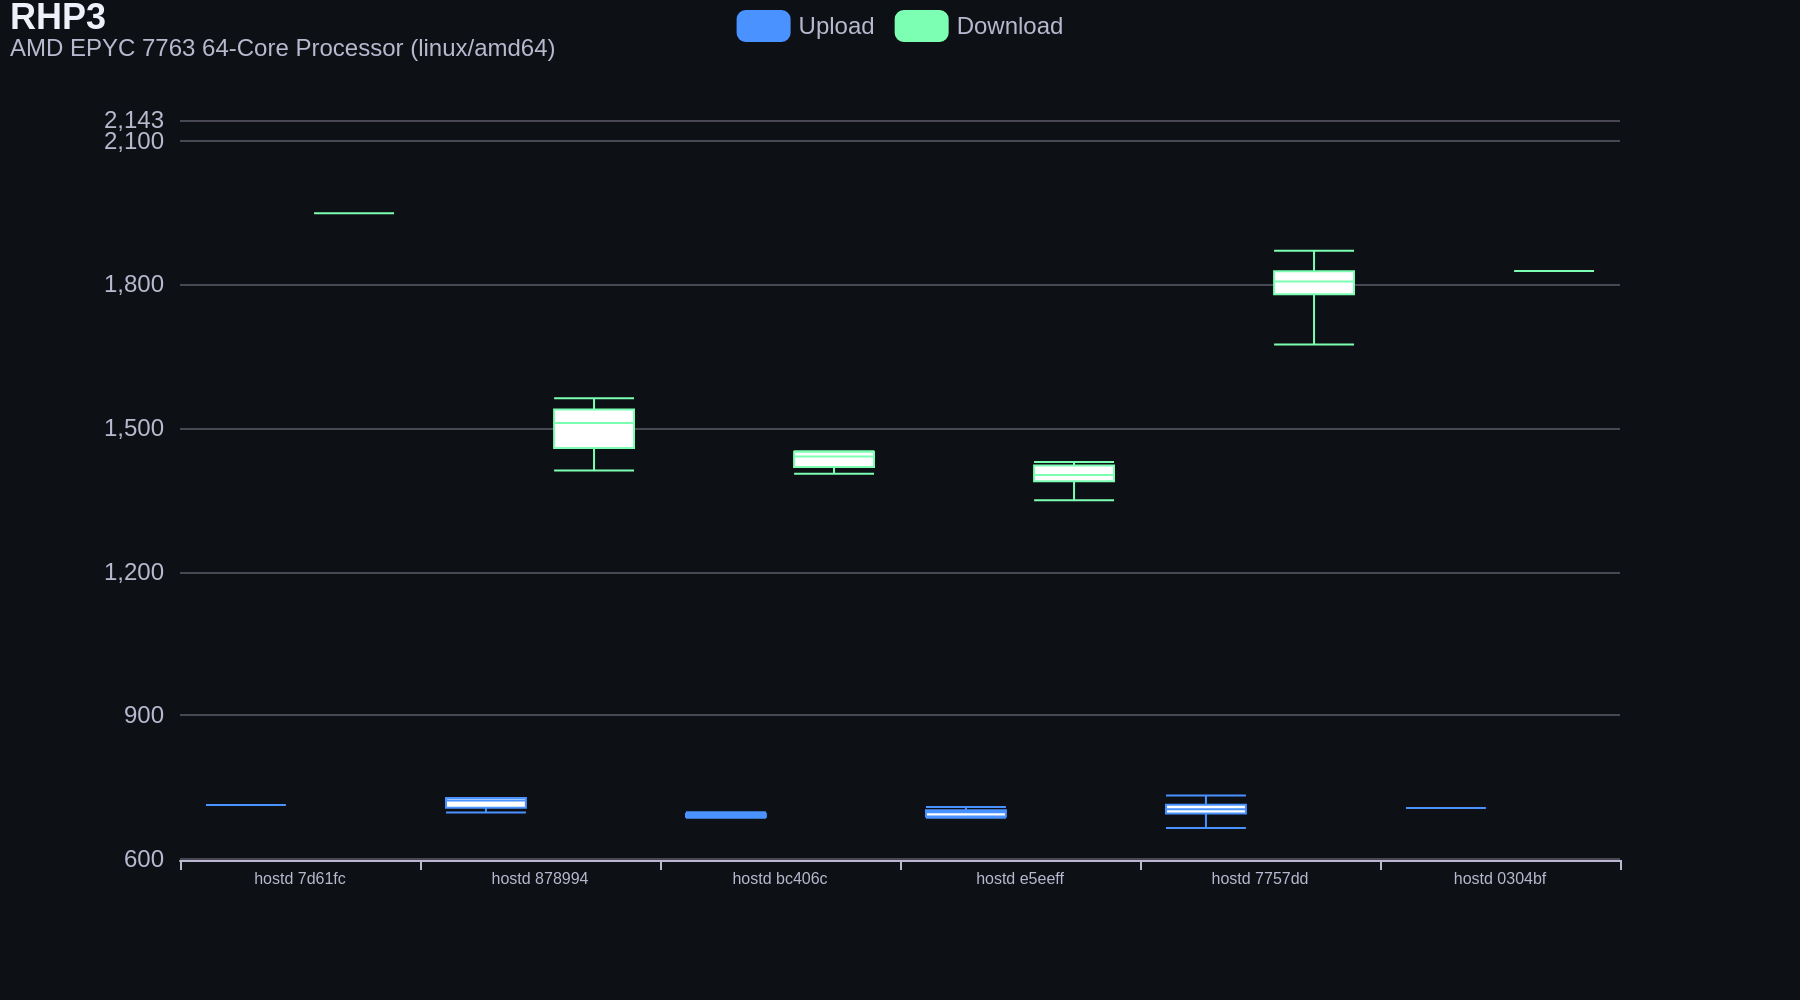 RHP3
AMD EPYC 7763 64-Core Processor (linux/amd64)
Upload
Download
2,143
2,100
1,800
1,500
1,200
900
600
hostd 7d61fc
hostd 878994
hostd bc406c
hostd e5eeff
hostd 7757dd
hostd 0304bf